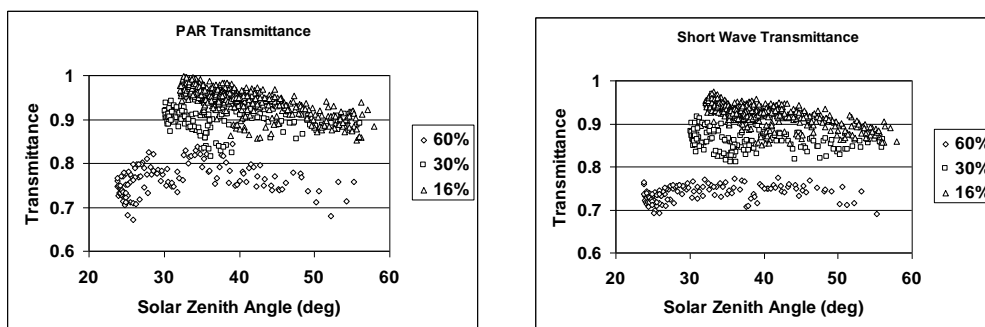 PAR Transmittance
1
0.9
0.8
0.7
0.6
Transmittance
20 30 40 50 60
Solar Zenith Angle (deg)
60%
30%
16%
Short Wave Transmittance
1
0.9
0.8
0.7
0.6
Transmittance
20 30 40 50 60
Solar Zenith Angle (deg)
60%
30%
16%